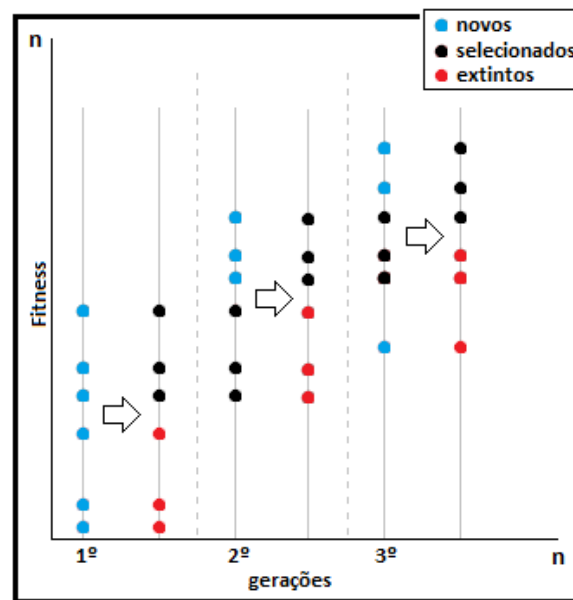 n
novos
selecionados
extintos
Fitness
1º
2º
3º
n
gerações